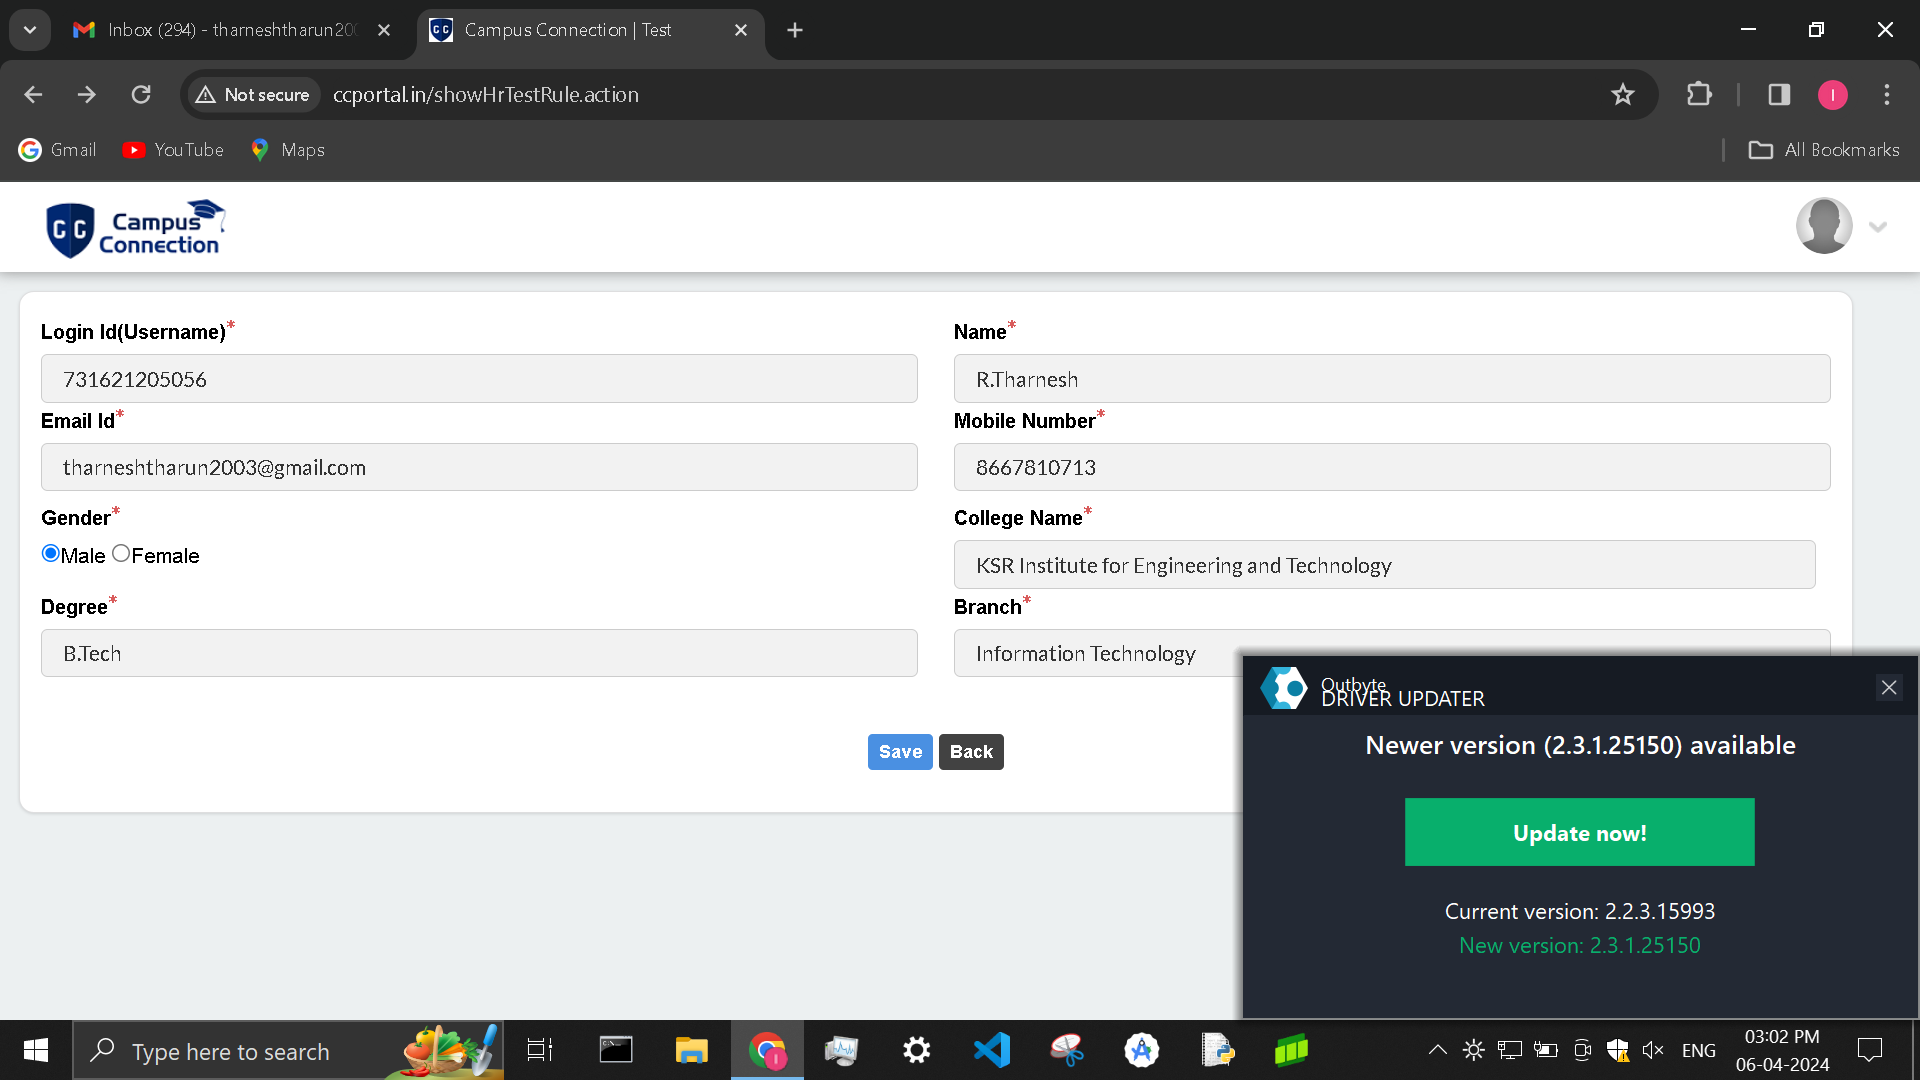 Inbox (294) - tharneshtharun200
Campus Connection | Test
Not secure
ccportal.in/showHrTestRule.action
I
Gmail
YouTube
Maps
All Bookmarks
CC Campus
Connection
Login Id(Username)*
Name*
731621205056
R.Tharnesh
Email Id*
Mobile Number*
tharneshtharun2003@gmail.com
8667810713
Gender*
College Name*
Male Female
KSR Institute for Engineering and Technology
Degree*
Branch*
B.Tech
Information Technology
Save Back
Outbyte
DRIVER UPDATER
Newer version (2.3.1.25150) available
Update now!
Current version: 2.2.3.15993
New version: 2.3.1.25150
Type here to search
ENG
03:02 PM
06-04-2024